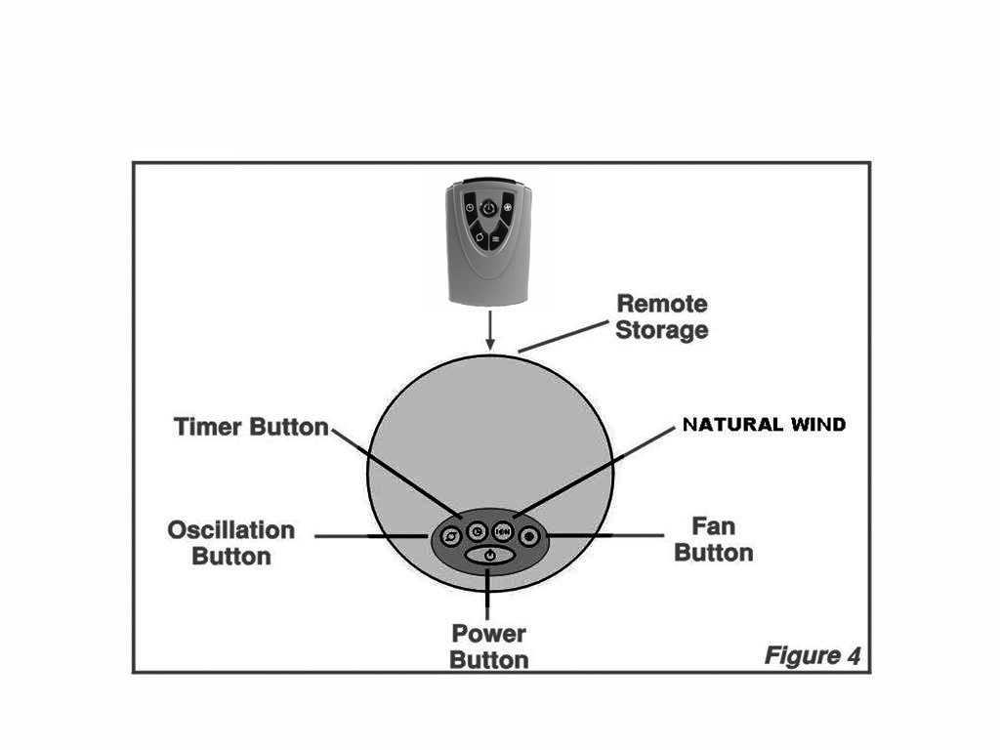 Remote
Storage
Timer Button
NATURAL WIND
Oscillation
Button
Fan
Button
Power
Button
Figure 4